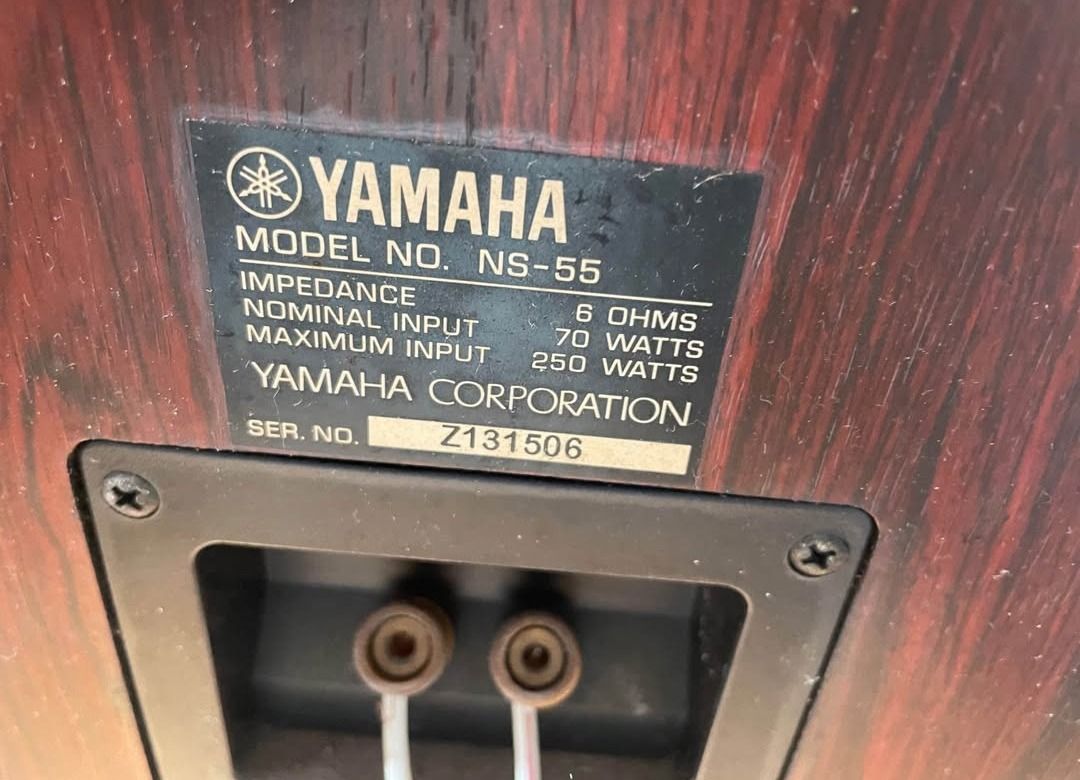 YAMAHA
MODEL NO. NS-55
IMPEDANCE 6 OHMS
NOMINAL INPUT 70 WATTS
MAXIMUM INPUT 250 WATTS
YAMAHA CORPORATION
SER. NO. Z131506